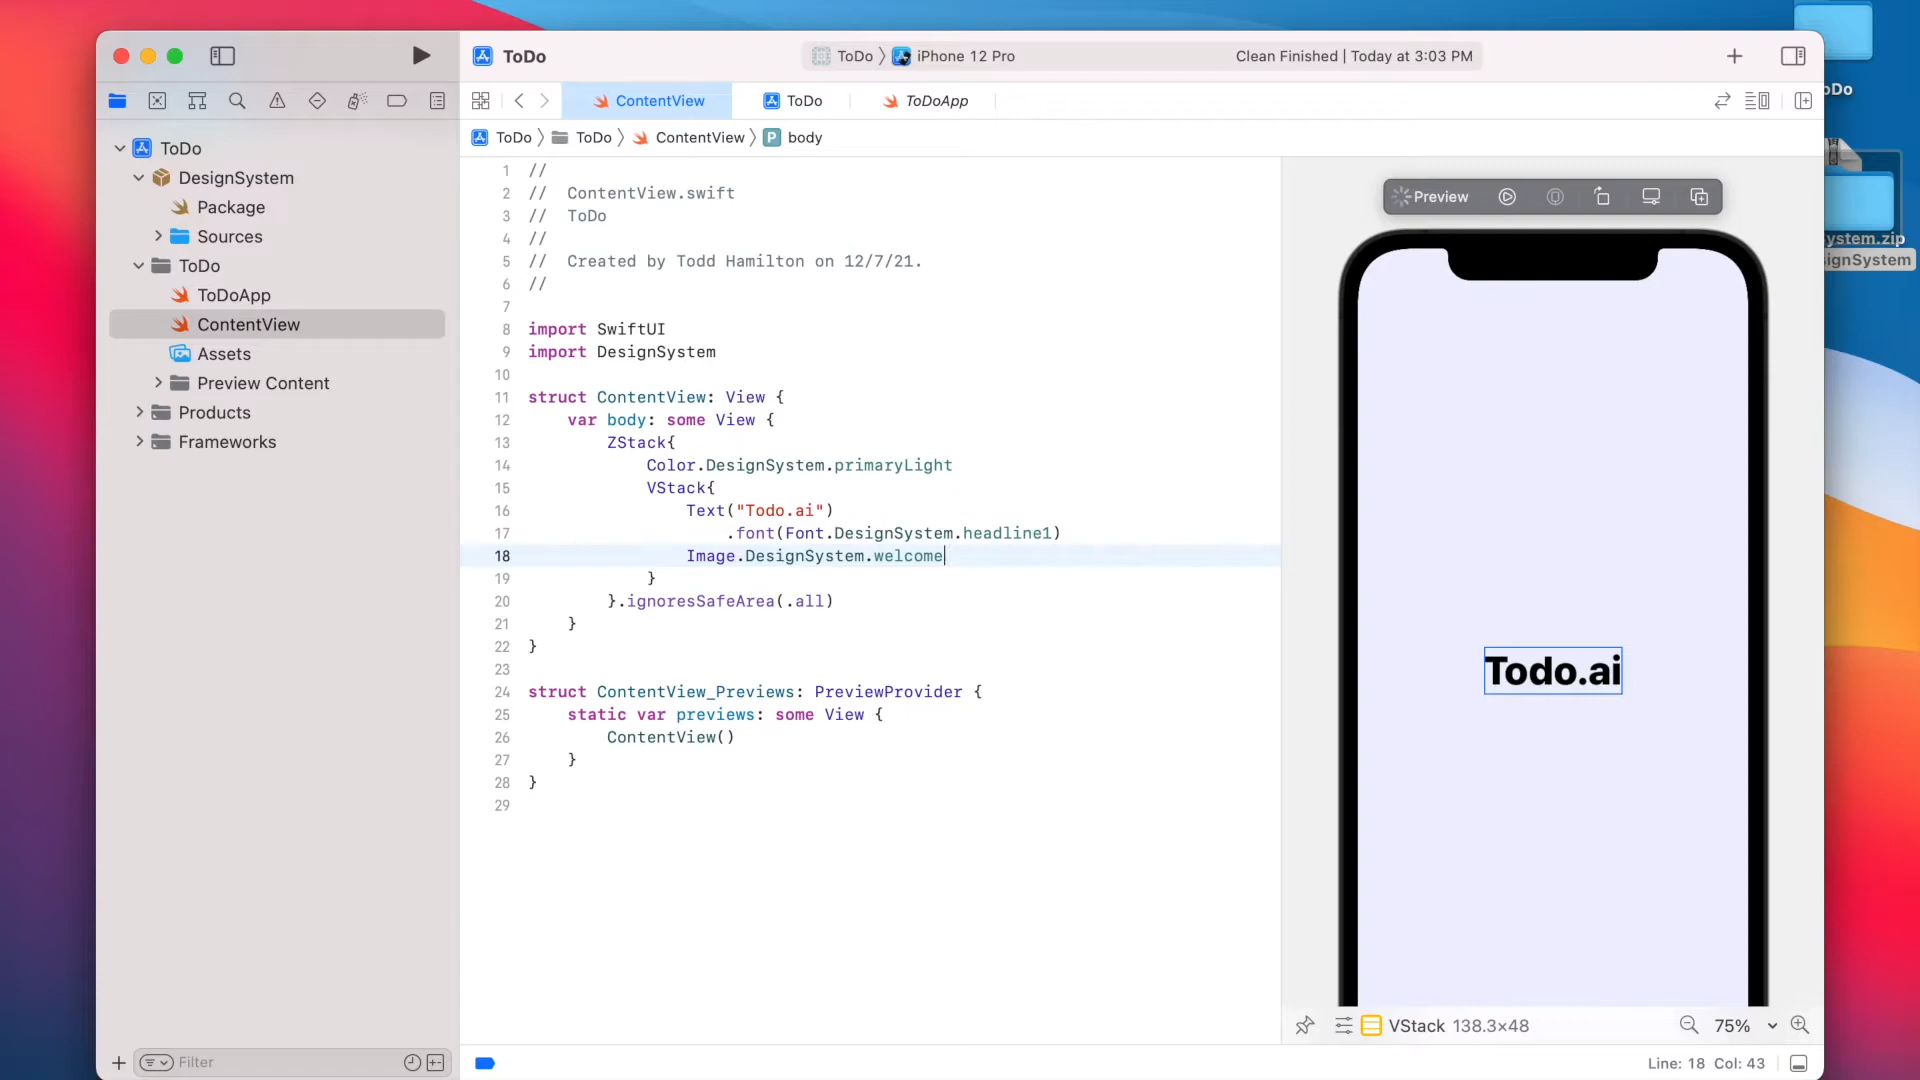 ToDo
ToDo 〉 iPhone 12 Pro
Clean Finished | Today at 3:03 PM
oDo
ContentView
ToDo
ToDoApp
ToDo 〉 ToDo 〉 ContentView 〉 P body
ToDo
DesignSystem
Package
Sources
ToDo
ToDoApp
ContentView
Assets
Preview Content
Products
Frameworks
Filter
1 //
2 //  ContentView.swift
3 //  ToDo
4 //
5 //  Created by Todd Hamilton on 12/7/21.
6 //
7
8 import SwiftUI
9 import DesignSystem
10
11 struct ContentView: View {
12     var body: some View {
13         ZStack{
14             Color.DesignSystem.primaryLight
15             VStack{
16                 Text("Todo.ai")
17                     .font(Font.DesignSystem.headline1)
18                 Image.DesignSystem.welcome
19             }
20         }.ignoresSafeArea(.all)
21     }
22 }
23
24 struct ContentView_Previews: PreviewProvider {
25     static var previews: some View {
26         ContentView()
27     }
28 }
29
Preview
Todo.ai
VStack 138.3×48
75%
Line: 18 Col: 43
ystem.zip
ignSystem